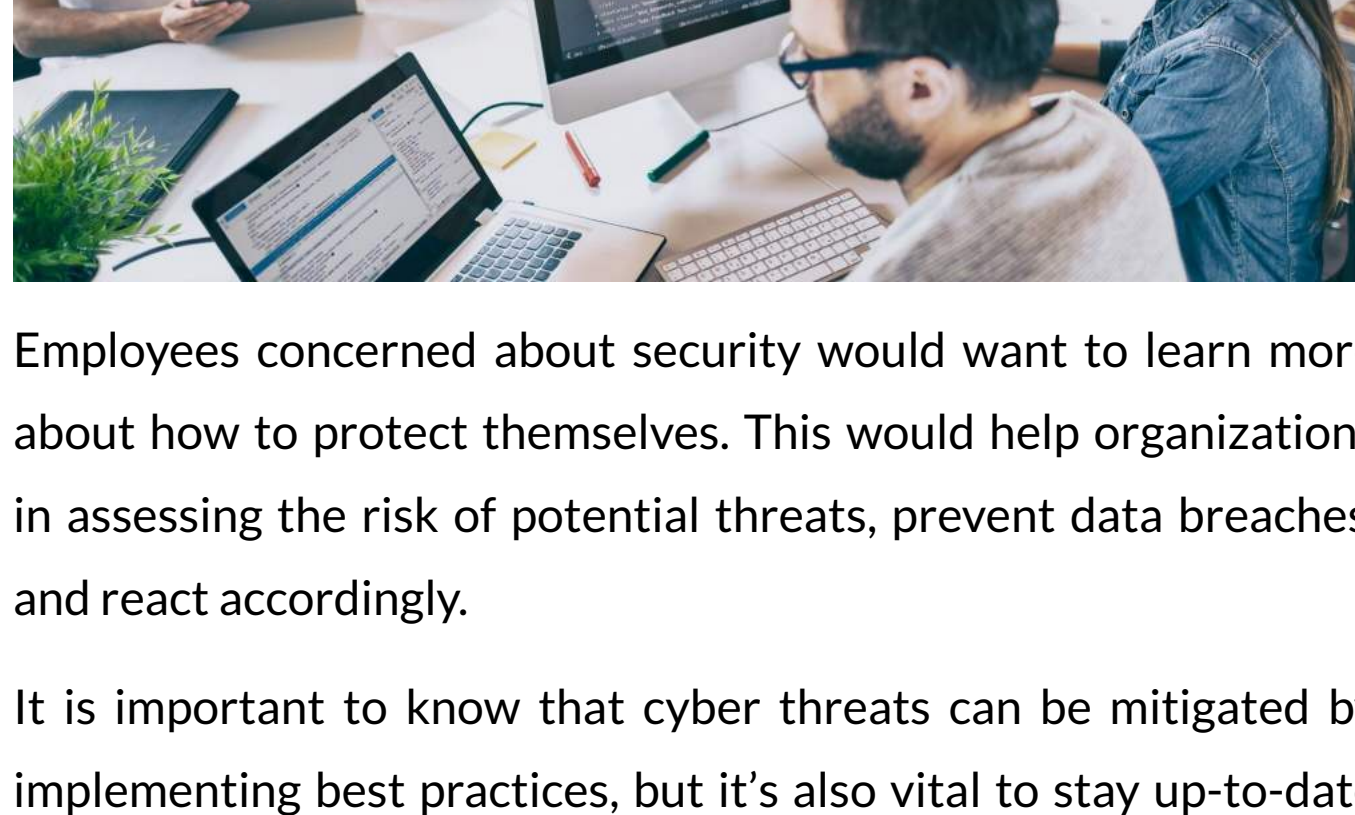 Employees concerned about security would want to learn mor
about how to protect themselves. This would help organization
in assessing the risk of potential threats, prevent data breaches
and react accordingly.
It is important to know that cyber threats can be mitigated by
implementing best practices, but it’s also vital to stay up-to-dat